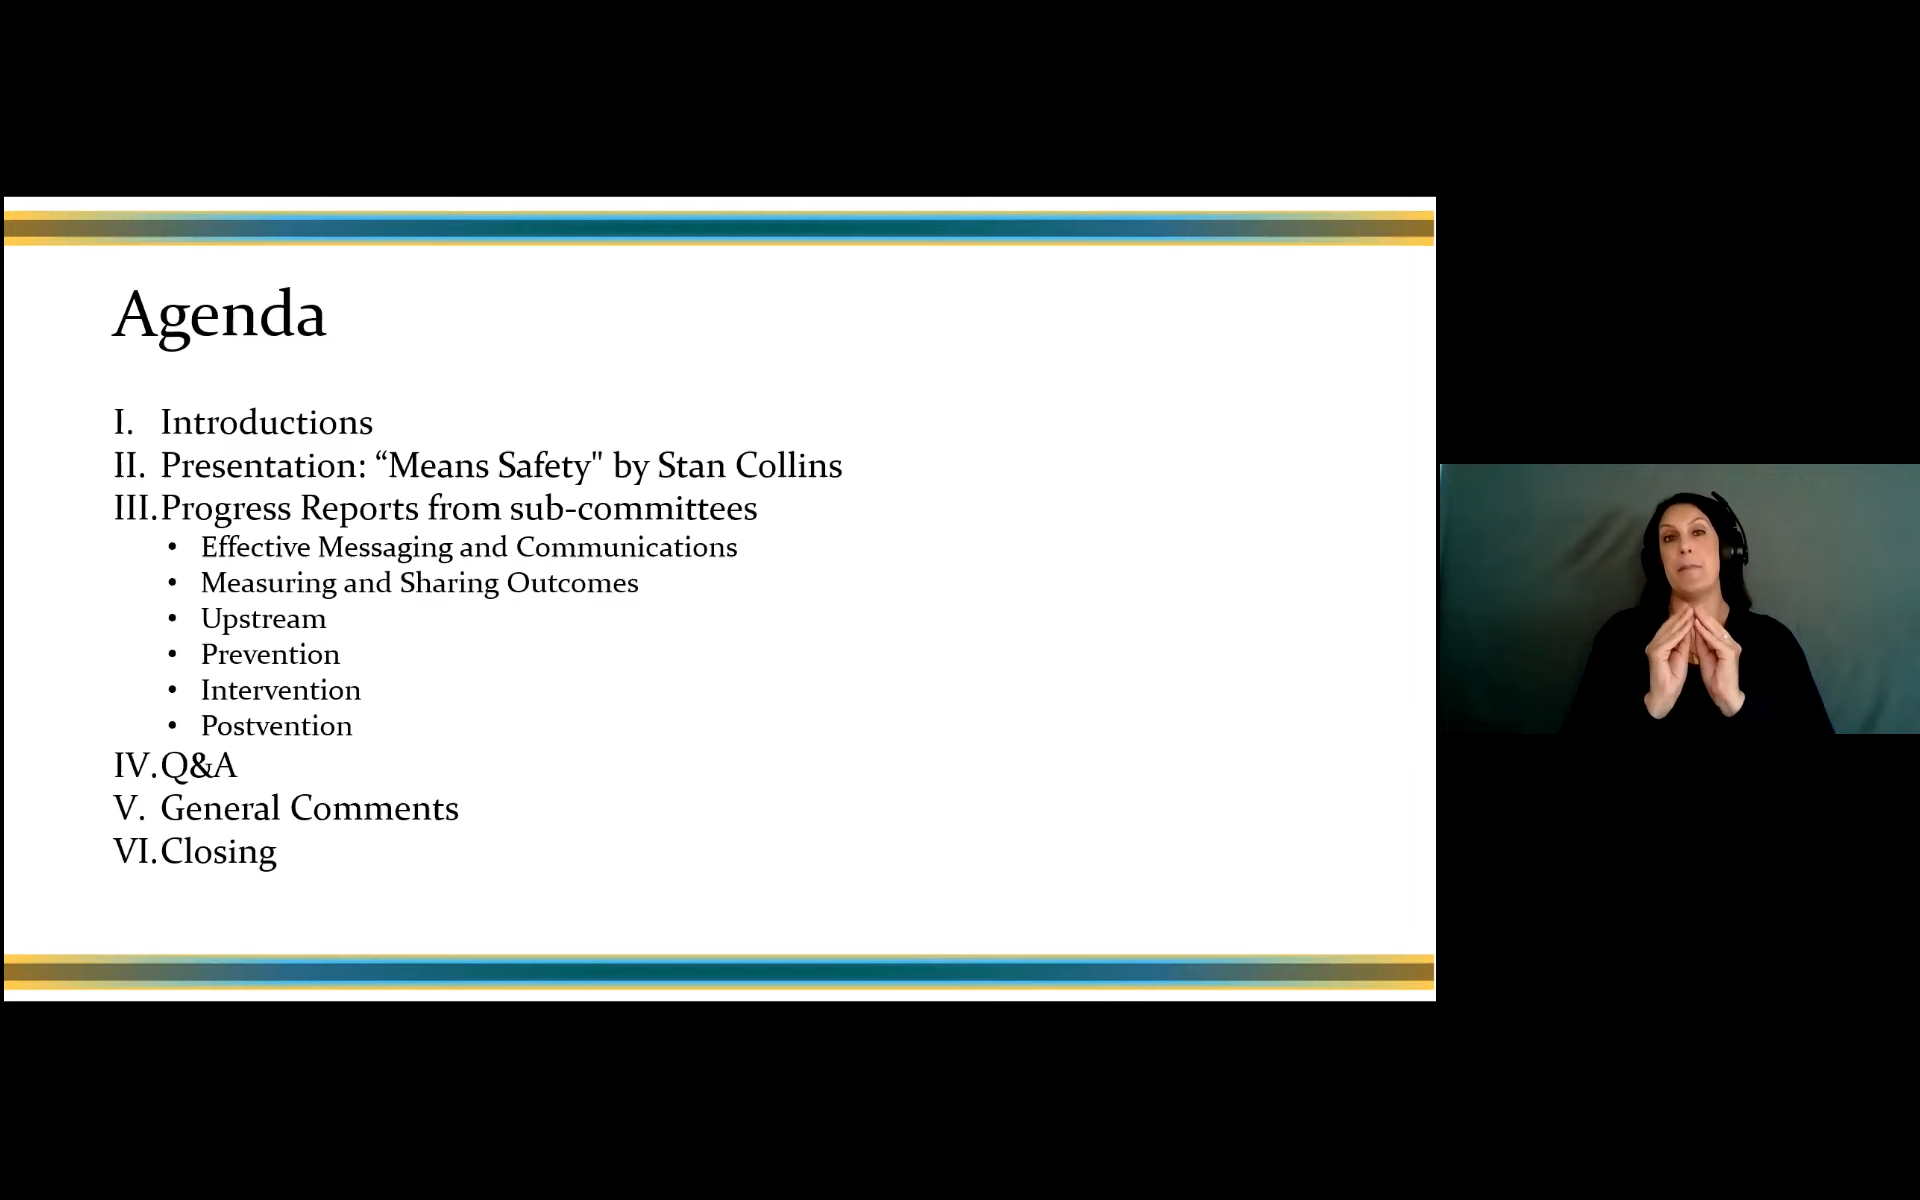 Agenda
I. Introductions
II. Presentation: “Means Safety" by Stan Collins
III. Progress Reports from sub-committees
• Effective Messaging and Communications
• Measuring and Sharing Outcomes
• Upstream
• Prevention
• Intervention
• Postvention
IV. Q&A
V. General Comments
VI. Closing